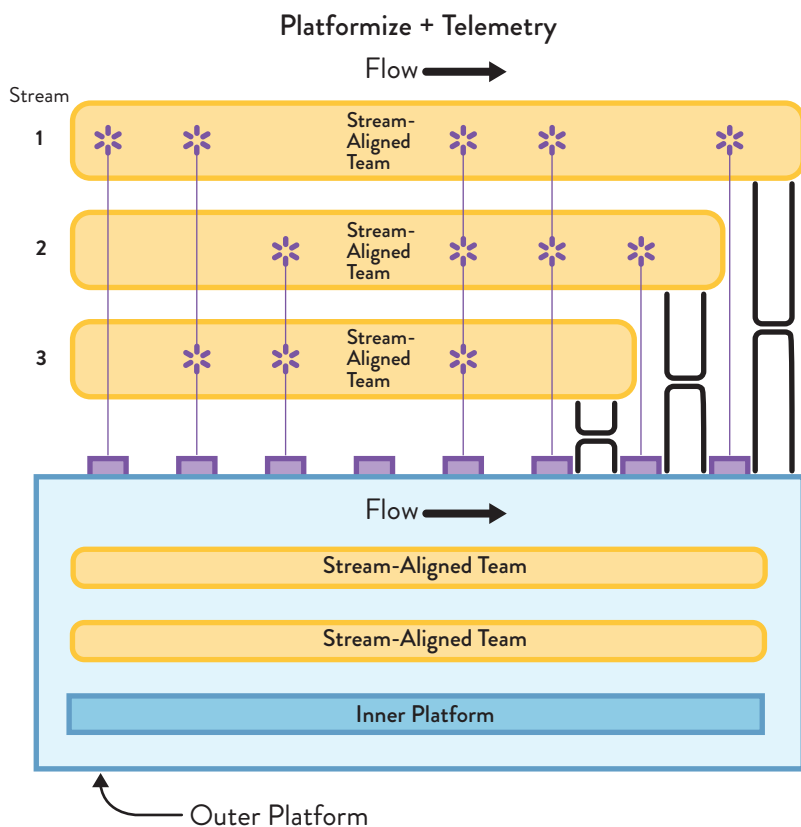 Platformize + Telemetry
Flow
Stream
1
Stream-
Aligned
Team
2
Stream-
Aligned
Team
3
Stream-
Aligned
Team
Flow
Stream-Aligned Team
Stream-Aligned Team
Inner Platform
Outer Platform